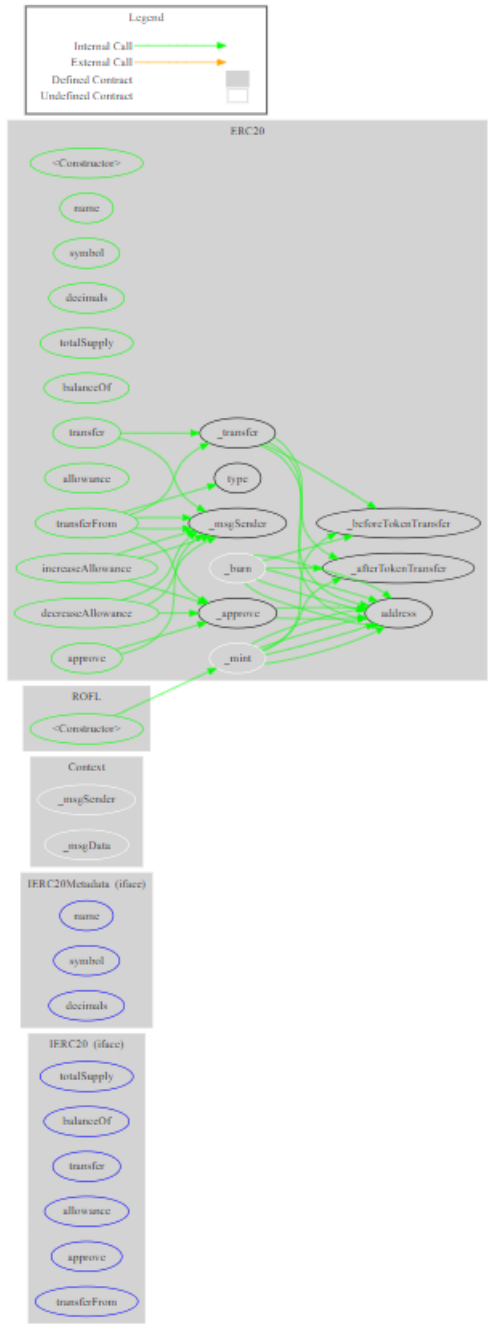 Legend
Internal Call
External Call
Defined Contract
Undefined Contract
ERC20
<Constructor>
name
symbol
decimals
totalSupply
balanceOf
transfer
_transfer
allowance
type
transferFrom
_msgSender
_beforeTokenTransfer
increaseAllowance
_burn
_afterTokenTransfer
decreaseAllowance
_approve
address
approve
_mint
ROFL
<Constructor>
Context
_msgSender
_msgData
IERC20Metadata (iface)
name
symbol
decimals
IERC20 (iface)
totalSupply
balanceOf
transfer
allowance
approve
transferFrom